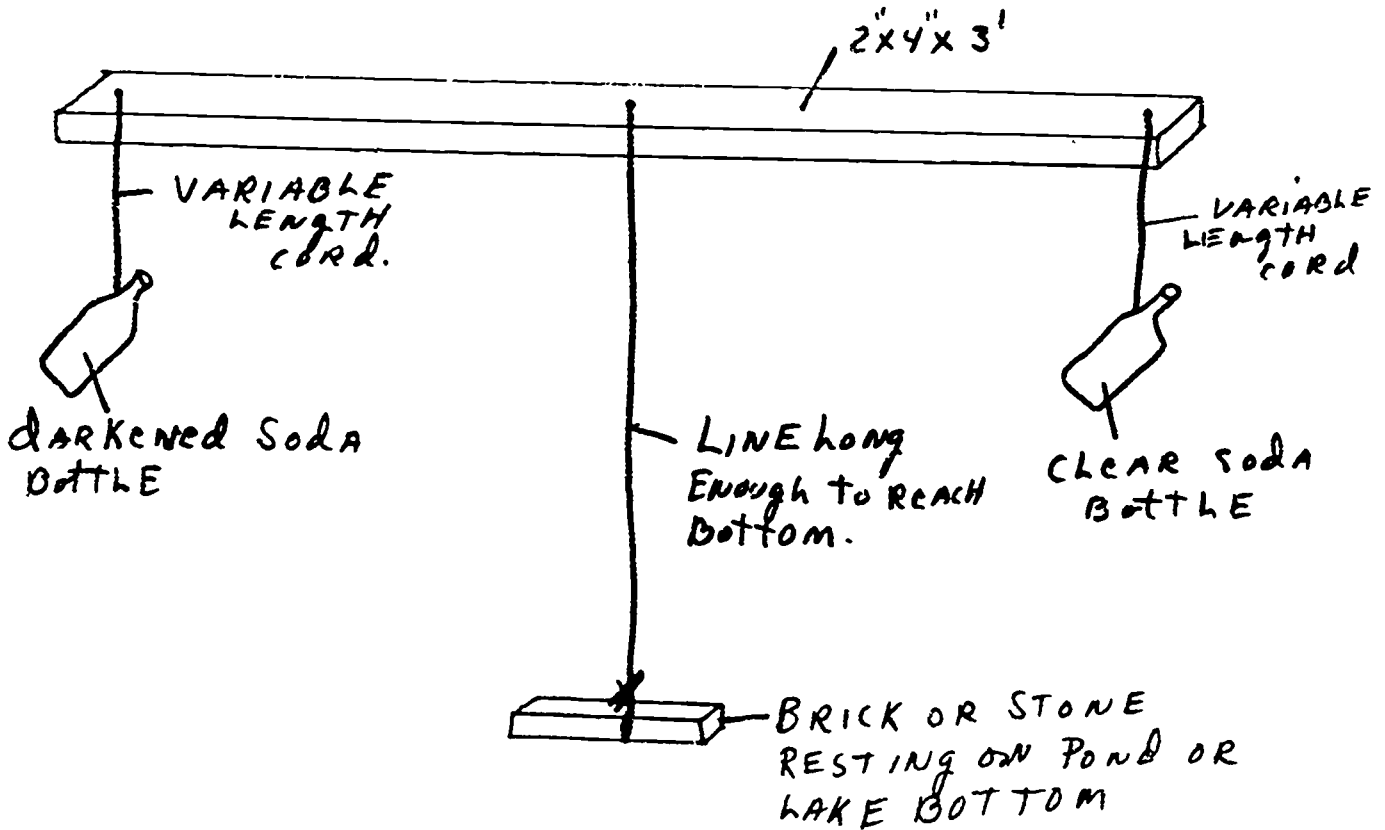 2"x4"x 3'
VARIABLE
LENgTH
CORd.
VARIABLE
LENgTH
CORd
dARKENed SodA
BottLE
LINE LONg
ENough to REACH
Bottom.
CLEAR SodA
BottLE
BRICK OR STONE
RESTINg ON PONd OR
LAKE BOTTOM